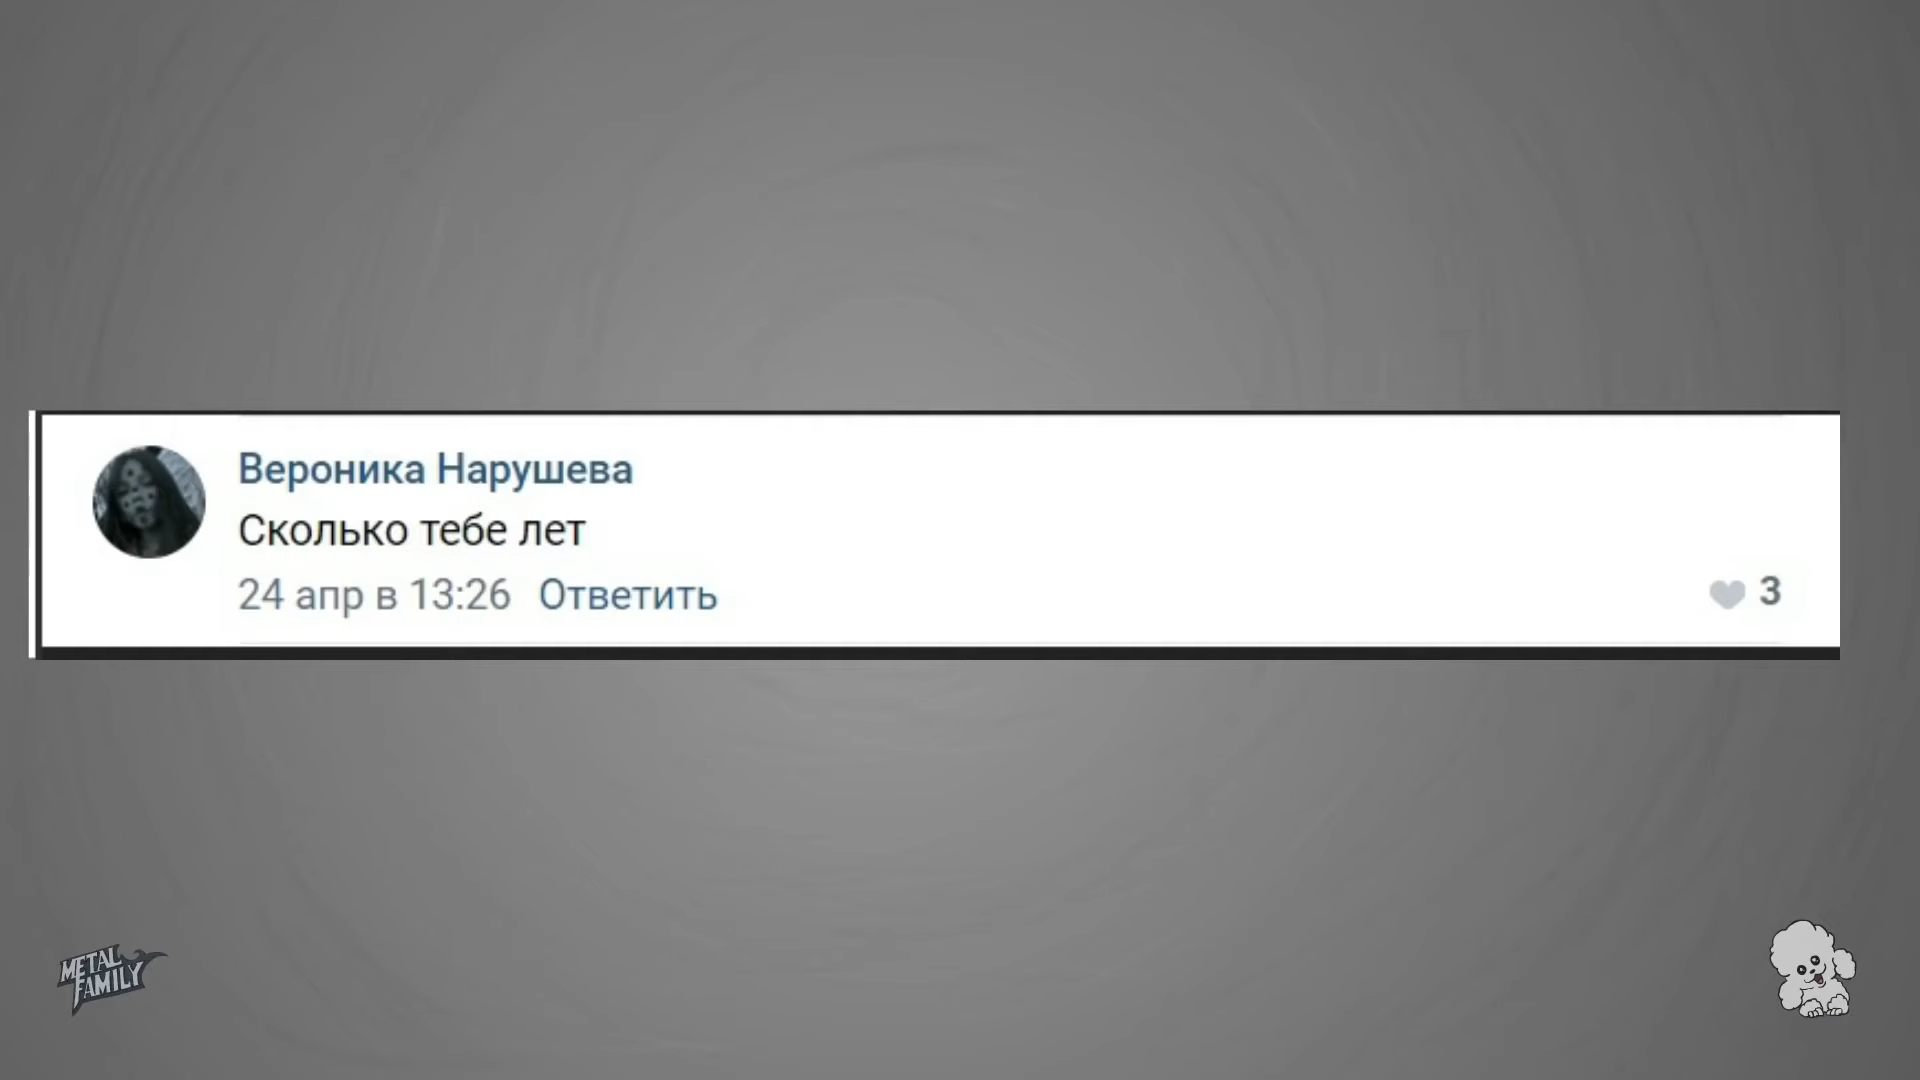 Вероника Нарушева
Сколько тебе лет
24 апр в 13:26 Ответить
3
METAL
FAMILY